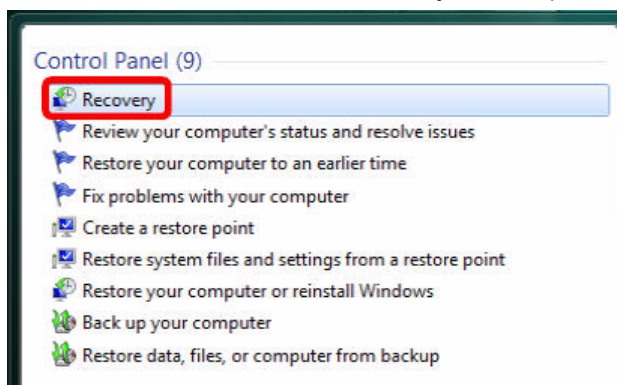 Control Panel (9)
Recovery
Review your computer's status and resolve issues
Restore your computer to an earlier time
Fix problems with your computer
Create a restore point
Restore system files and settings from a restore point
Restore your computer or reinstall Windows
Back up your computer
Restore data, files, or computer from backup